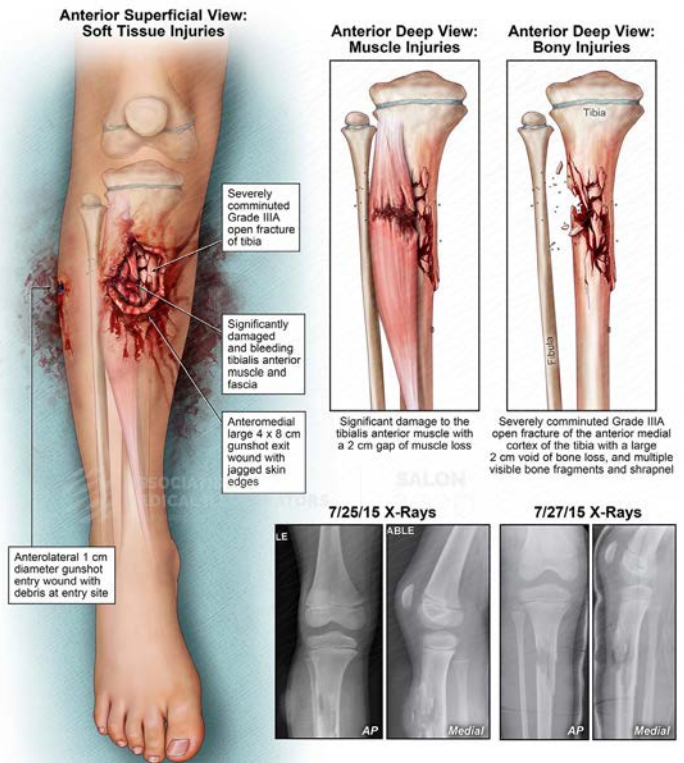 Anterior Superficial View:
Soft Tissue Injuries
Severely
comminuted
Grade IIIA
open fracture
of tibia
Significantly
damaged
and bleeding
tibialis anterior
muscle and
fascia
Anteromedial
large 4 x 8 cm
gunshot exit
wound with
jagged skin
edges
Anterolateral 1 cm
diameter gunshot
entry wound with
debris at entry site
Anterior Deep View:
Muscle Injuries
Significant damage to the
tibialis anterior muscle with
a 2 cm gap of muscle loss
Anterior Deep View:
Bony Injuries
Tibia
Fibula
Severely comminuted Grade IIIA
open fracture of the anterior medial
cortex of the tibia with a large
2 cm void of bone loss, and multiple
visible bone fragments and shrapnel
SALON
7/25/15 X-Rays
LE
ABLE
AP
Medial
7/27/15 X-Rays
AP
Medial